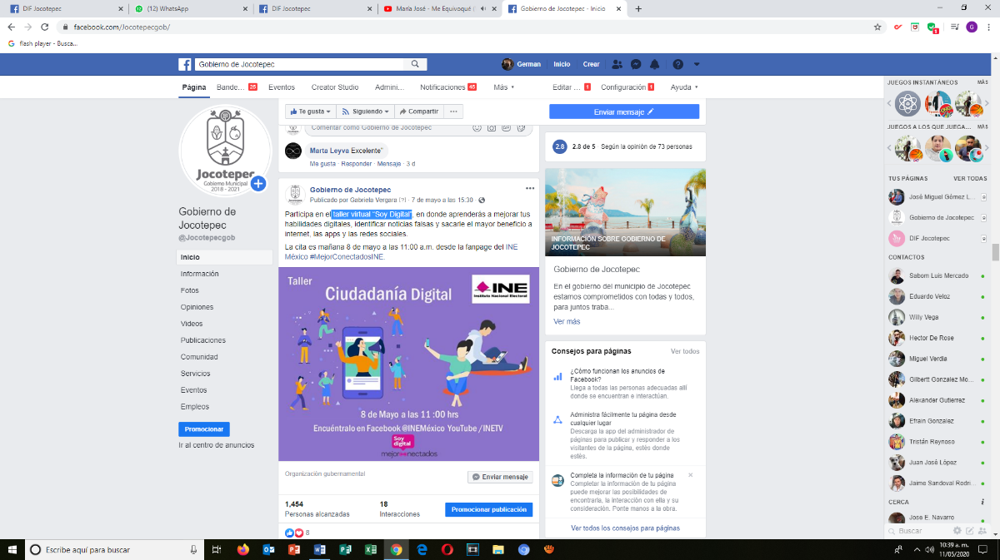 DIF Jocotepec
(12) WhatsApp
DIF Jocotepec
María José - Me Equivoqué (
Gobierno de Jocotepec - Inicio
facebook.com/Jocotepecgob/
G
flash player - Busca...
Gobierno de Jocotepec
German
Inicio
Crear
Página
Bande... 25
Eventos
Creator Studio
Admini...
Notificaciones 45
Más
Editar ... 1
Configuración 1
Ayuda
Jocotepec
Gobierno Municipal
2018 - 2021
Gobierno de
Jocotepec
@Jocotepecgob
Inicio
Información
Fotos
Opiniones
Videos
Publicaciones
Comunidad
Servicios
Eventos
Empleos
Promocionar
Ir al centro de anuncios
Te gusta
Siguiendo
Compartir
Comentar como Gobierno de Jocotepec
Marta Leyva Excelente"
Me gusta · Responder · Mensaje · 3 d
Gobierno de Jocotepec
Publicado por Gabriela Vergara [?] · 7 de mayo a las 15:30 ·
Participa en el taller virtual "Soy Digital", en donde aprenderás a mejorar tus
habilidades digitales, identificar noticias falsas y sacarle el mayor beneficio a
internet, las apps y las redes sociales.
La cita es mañana 8 de mayo a las 11:00 a.m. desde la fanpage del INE
México #MejorConectadosINE.
Taller
Ciudadanía Digital
INE
Instituto Nacional Electoral
8 de Mayo a las 11 :00 hrs
Encuéntralo en Facebook @INEMéxico YouTube /INETV
Soy
digital
mejor conectados
Organización gubernamental
Enviar mensaje
1,454
Personas alcanzadas
18
Interacciones
Promocionar publicación
8
Enviar mensaje
2.8
2.8 de 5 · Según la opinión de 73 personas
INFORMACIÓN SOBRE GOBIERNO DE
JOCOTEPEC
Gobierno de Jocotepec
En el gobierno del municipio de Jocotepec
estamos comprometidos con todas y todos,
para juntos traba...
Ver más
Consejos para páginas
Ver todos
¿Cómo funcionan los anuncios de
Facebook?
Llega a todas las personas adecuadas allí
donde se encuentran e interactúan.
Administra fácilmente tu página desde
cualquier lugar
Descarga la app del administrador de
páginas para publicar y responder a los
visitantes de la página, estés donde
estés.
Completa la información de tu página
Completar la información de tu página
puede mejorar las posibilidades de
encontrarla, la interacción con ella y su
consideración. Ponte manos a la obra.
Ver todos los consejos para páginas
JUEGOS INSTANTÁNEOS
MÁS
JUEGOS A LOS QUE JUEGA...
MÁS
TUS PÁGINAS
VER TODAS
José Miguel Gómez L...
Gobierno de Jocotepec
DIF Jocotepec
CONTACTOS
Sabom Luis Mercado
Eduardo Veloz
Willy Vega
Hector De Rose
Miguel Verdia
Gilbertt Gonzalez Mo...
Alexander Gutierrez
Efrain Gonzalez
Tristán Reynoso
Juan José López
Jaime Sandoval Rodri...
CERCA
Jose E. Navarro
Buscar
Escribe aquí para buscar
10:39 a. m.
11/05/2020